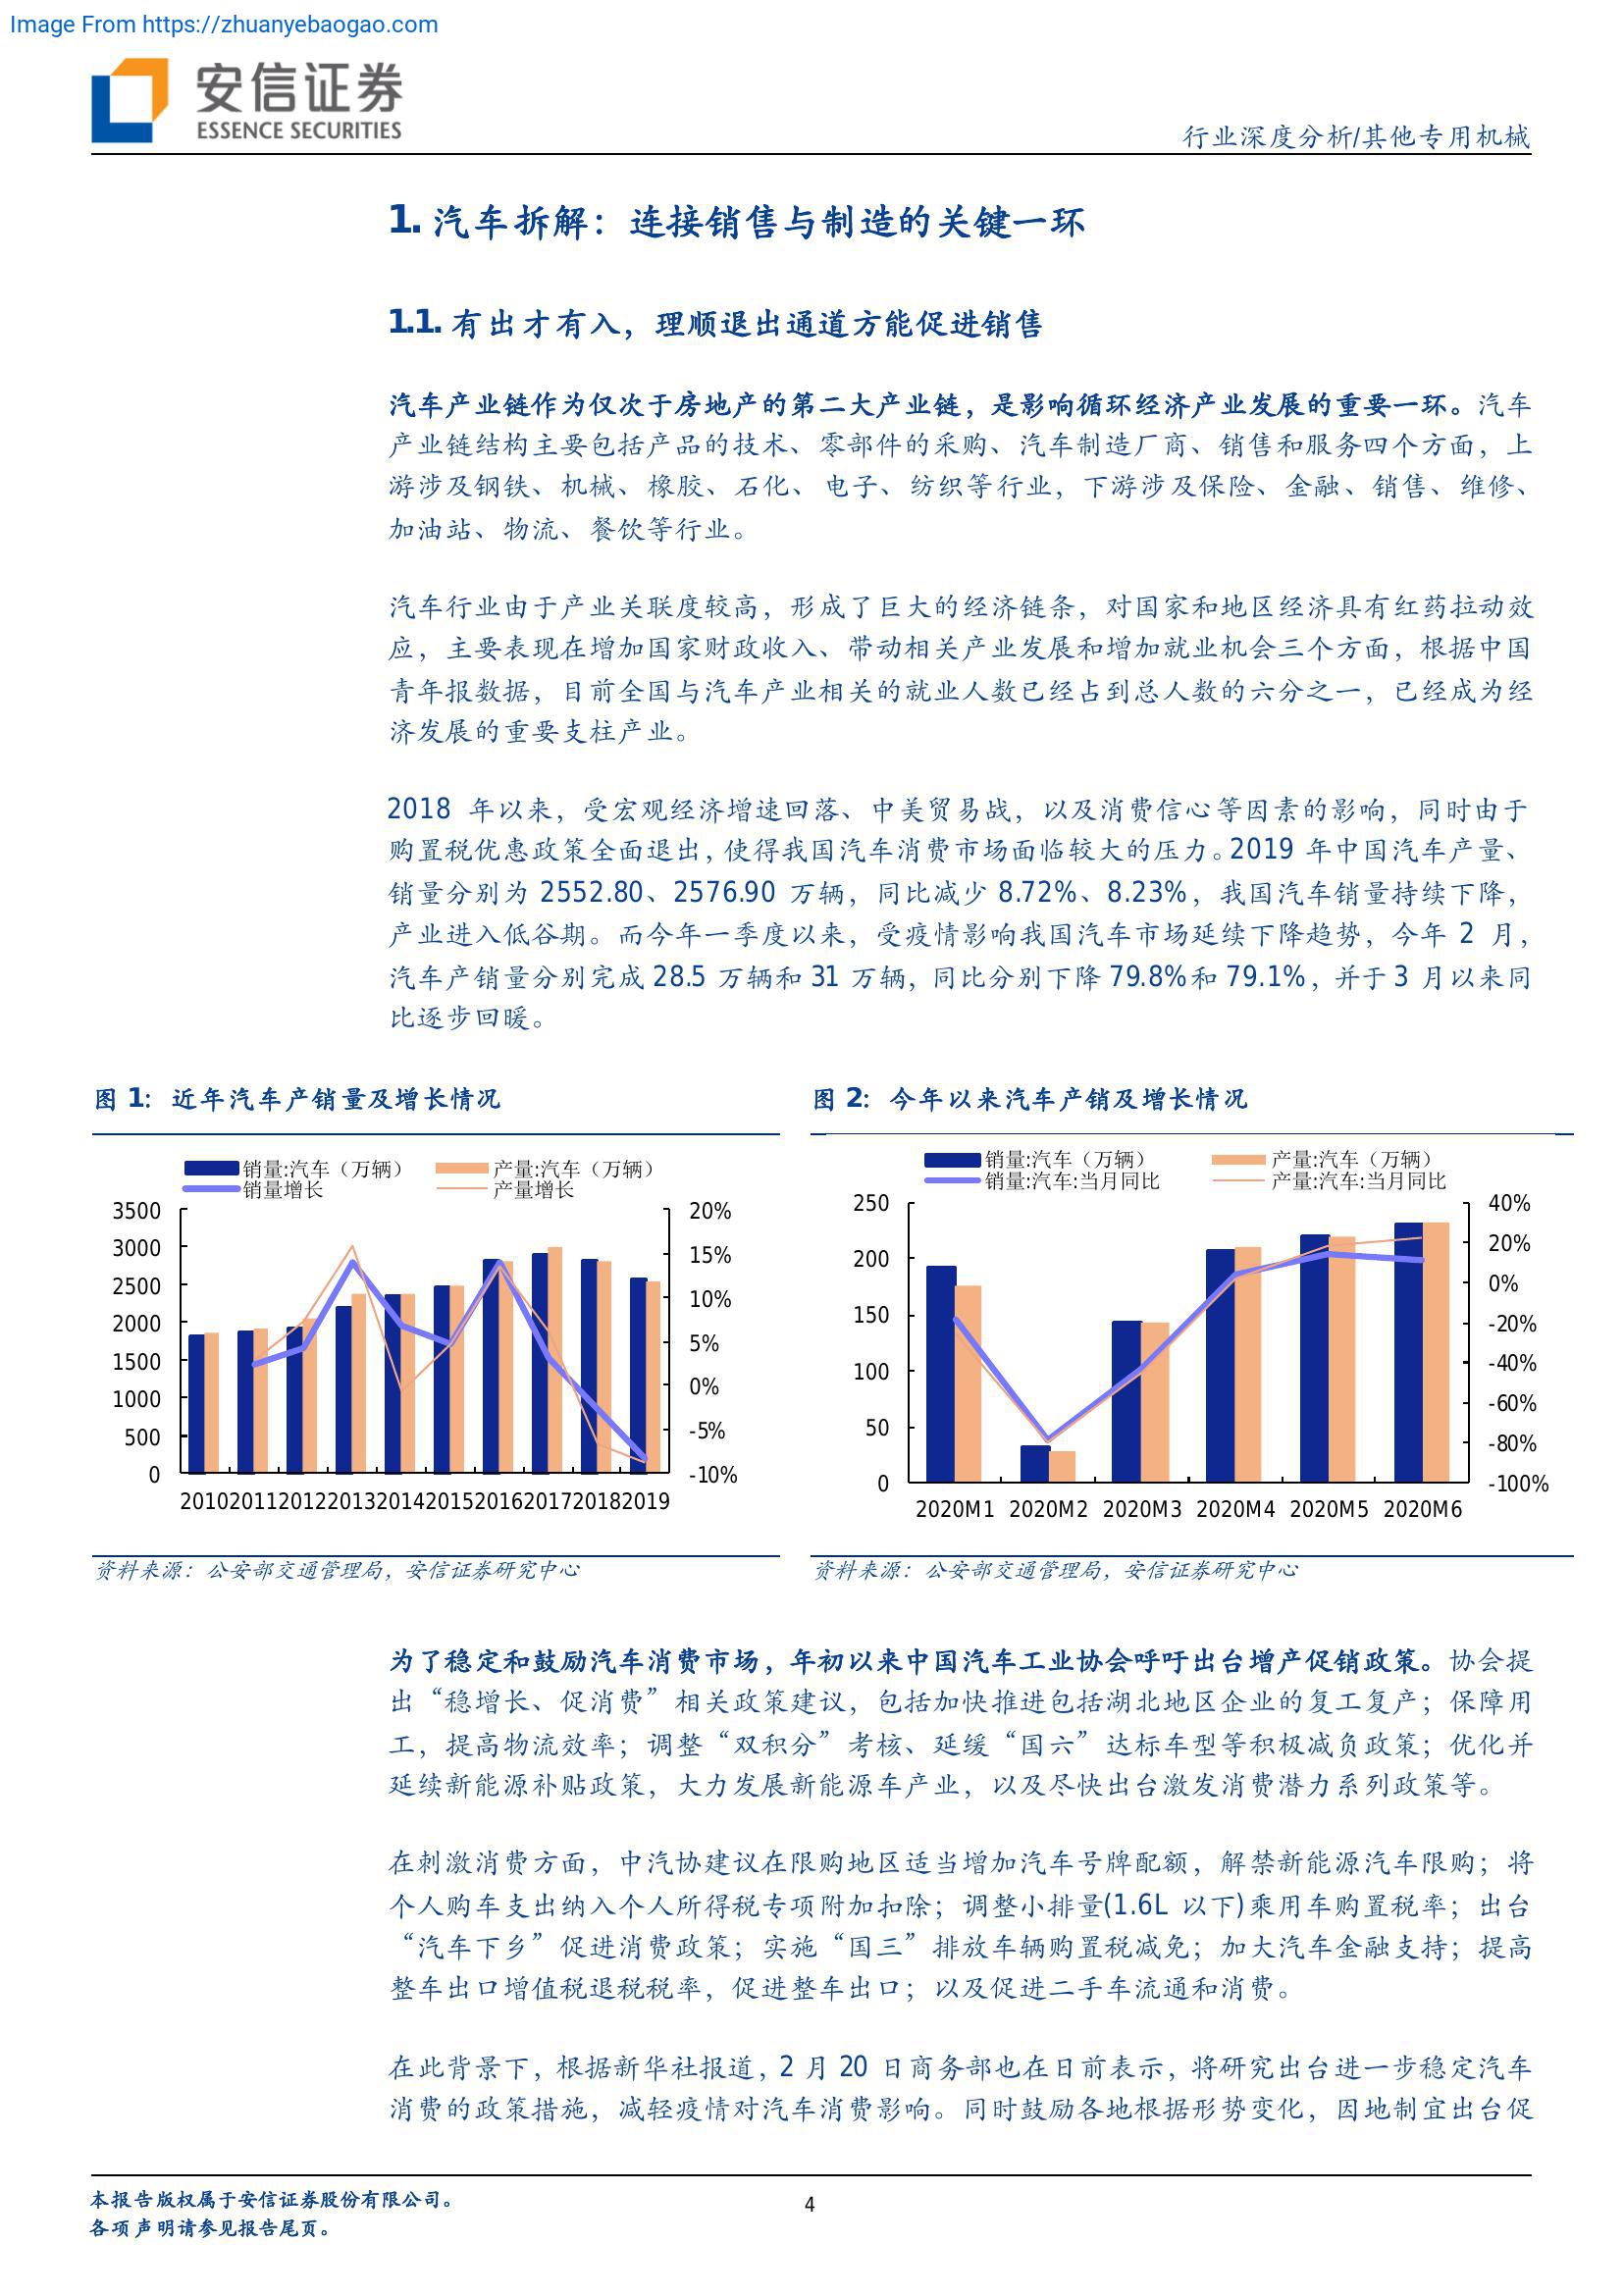 Image From https://zhuanyebaogao.com
安信证券
ESSENCE SECURITIES
行业深度分析/其他专用机械
1. 汽车拆解：连接销售与制造的关键一环
1.1. 有出才有入，理顺退出通道方能促进销售
汽车产业链作为仅次于房地产的第二大产业链，是影响循环经济产业发展的重要一环。汽车
产业链结构主要包括产品的技术、零部件的采购、汽车制造厂商、销售和服务四个方面，上
游涉及钢铁、机械、橡胶、石化、电子、纺织等行业，下游涉及保险、金融、销售、维修、
加油站、物流、餐饮等行业。
汽车行业由于产业关联度较高，形成了巨大的经济链条，对国家和地区经济具有红药拉动效
应，主要表现在增加国家财政收入、带动相关产业发展和增加就业机会三个方面，根据中国
青年报数据，目前全国与汽车产业相关的就业人数已经占到总人数的六分之一，已经成为经
济发展的重要支柱产业。
2018 年以来，受宏观经济增速回落、中美贸易战，以及消费信心等因素的影响，同时由于
购置税优惠政策全面退出，使得我国汽车消费市场面临较大的压力。2019 年中国汽车产量、
销量分别为 2552.80、2576.90 万辆，同比减少 8.72%、8.23%，我国汽车销量持续下降，
产业进入低谷期。而今年一季度以来，受疫情影响我国汽车市场延续下降趋势，今年 2 月，
汽车产销量分别完成 28.5 万辆和 31 万辆，同比分别下降 79.8%和 79.1%，并于 3 月以来同
比逐步回暖。
图 1：近年汽车产销量及增长情况
销量:汽车（万辆） 产量:汽车（万辆）
销量增长 产量增长
3500 20%
3000 15%
2500 10%
2000 5%
1500 0%
1000 -5%
500 -10%
0
2010 2011 2012 2013 2014 2015 2016 2017 2018 2019
资料来源：公安部交通管理局，安信证券研究中心
图 2：今年以来汽车产销及增长情况
销量:汽车（万辆） 产量:汽车（万辆）
销量:汽车:当月同比 产量:汽车:当月同比
250 40%
200 20%
150 0%
100 -20%
50 -40%
0 -60%
-80%
-100%
2020M1 2020M2 2020M3 2020M4 2020M5 2020M6
资料来源：公安部交通管理局，安信证券研究中心
为了稳定和鼓励汽车消费市场，年初以来中国汽车工业协会呼吁出台增产促销政策。协会提
出“稳增长、促消费”相关政策建议，包括加快推进包括湖北地区企业的复工复产；保障用
工，提高物流效率；调整“双积分”考核、延缓“国六”达标车型等积极减负政策；优化并
延续新能源补贴政策，大力发展新能源车产业，以及尽快出台激发消费潜力系列政策等。
在刺激消费方面，中汽协建议在限购地区适当增加汽车号牌配额，解禁新能源汽车限购；将
个人购车支出纳入个人所得税专项附加扣除；调整小排量(1.6L 以下)乘用车购置税率；出台
“汽车下乡”促进消费政策；实施“国三”排放车辆购置税减免；加大汽车金融支持；提高
整车出口增值税退税税率，促进整车出口；以及促进二手车流通和消费。
在此背景下，根据新华社报道，2 月 20 日商务部也在日前表示，将研究出台进一步稳定汽车
消费的政策措施，减轻疫情对汽车消费影响。同时鼓励各地根据形势变化，因地制宜出台促
本报告版权属于安信证券股份有限公司。
各项声明请参见报告尾页。
4